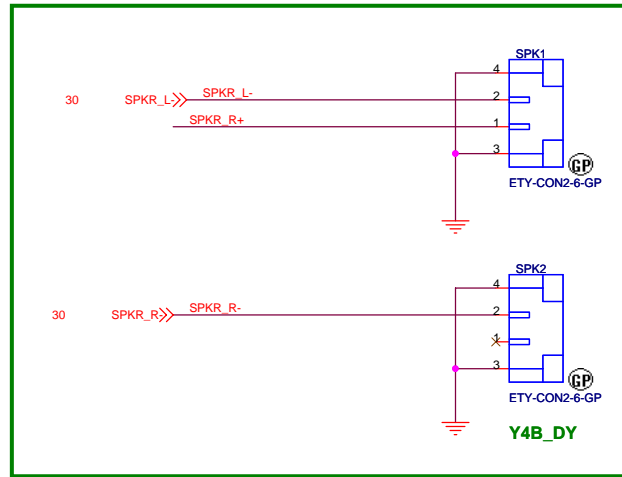 SPK1
4
30 SPKR_L- SPKR_L- 2
SPKR_R+ 1
3
GP
ETY-CON2-6-GP
SPK2
4
30 SPKR_R- SPKR_R- 2
1
3
GP
ETY-CON2-6-GP
Y4B_DY